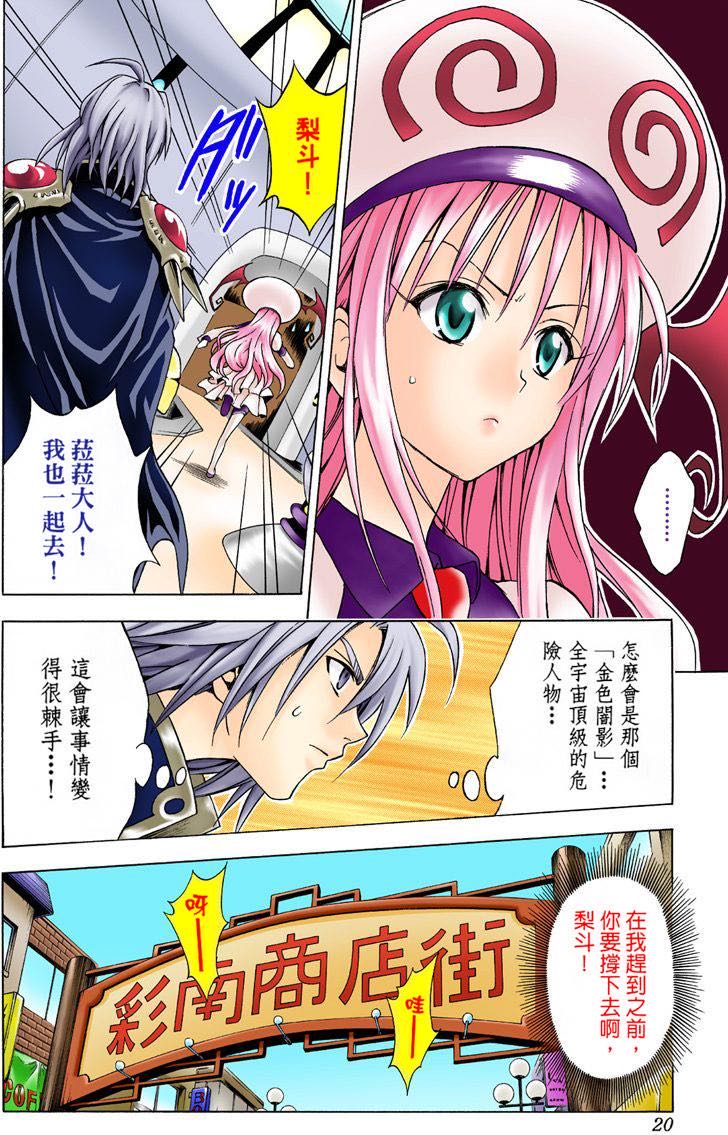 ………
梨斗！
ダッ
菈菈大人！
我也一起去！
怎麼會是那個
「金色闇影」…
全宇宙頂級的危
險人物…
這會讓事情變
得很棘手…！
在我趕到之前，
你要撐下去啊，
梨斗！
呀——
彩南商店街
哇——
COF
20